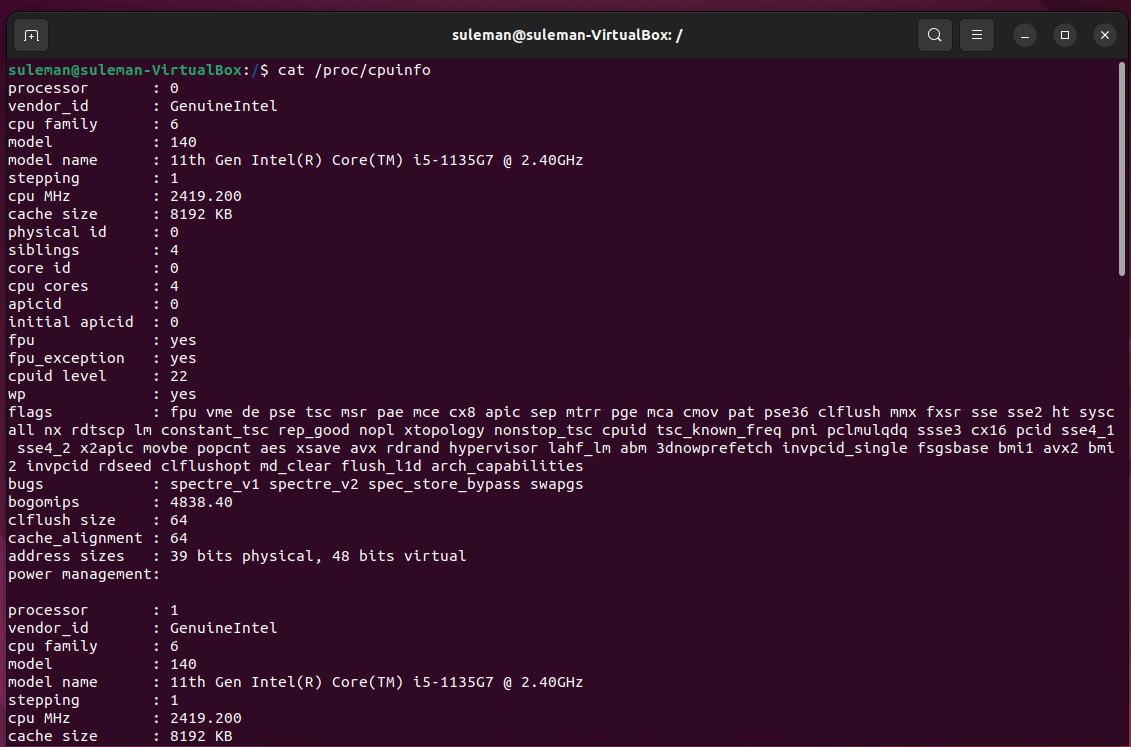 suleman@suleman-VirtualBox: /
suleman@suleman-VirtualBox:/$ cat /proc/cpuinfo
processor	: 0
vendor_id	: GenuineIntel
cpu family	: 6
model		: 140
model name	: 11th Gen Intel(R) Core(TM) i5-1135G7 @ 2.40GHz
stepping	: 1
cpu MHz		: 2419.200
cache size	: 8192 KB
physical id	: 0
siblings	: 4
core id		: 0
cpu cores	: 4
apicid		: 0
initial apicid	: 0
fpu		: yes
fpu_exception	: yes
cpuid level	: 22
wp		: yes
flags		: fpu vme de pse tsc msr pae mce cx8 apic sep mtrr pge mca cmov pat pse36 clflush mmx fxsr sse sse2 ht sysc
all nx rdtscp lm constant_tsc rep_good nopl xtopology nonstop_tsc cpuid tsc_known_freq pni pclmulqdq ssse3 cx16 pcid sse4_1
 sse4_2 x2apic movbe popcnt aes xsave avx rdrand hypervisor lahf_lm abm 3dnowprefetch invpcid_single fsgsbase bmi1 avx2 bmi
2 invpcid rdseed clflushopt md_clear flush_l1d arch_capabilities
bugs		: spectre_v1 spectre_v2 spec_store_bypass swapgs
bogomips	: 4838.40
clflush size	: 64
cache_alignment	: 64
address sizes	: 39 bits physical, 48 bits virtual
power management:
processor	: 1
vendor_id	: GenuineIntel
cpu family	: 6
model		: 140
model name	: 11th Gen Intel(R) Core(TM) i5-1135G7 @ 2.40GHz
stepping	: 1
cpu MHz		: 2419.200
cache size	: 8192 KB